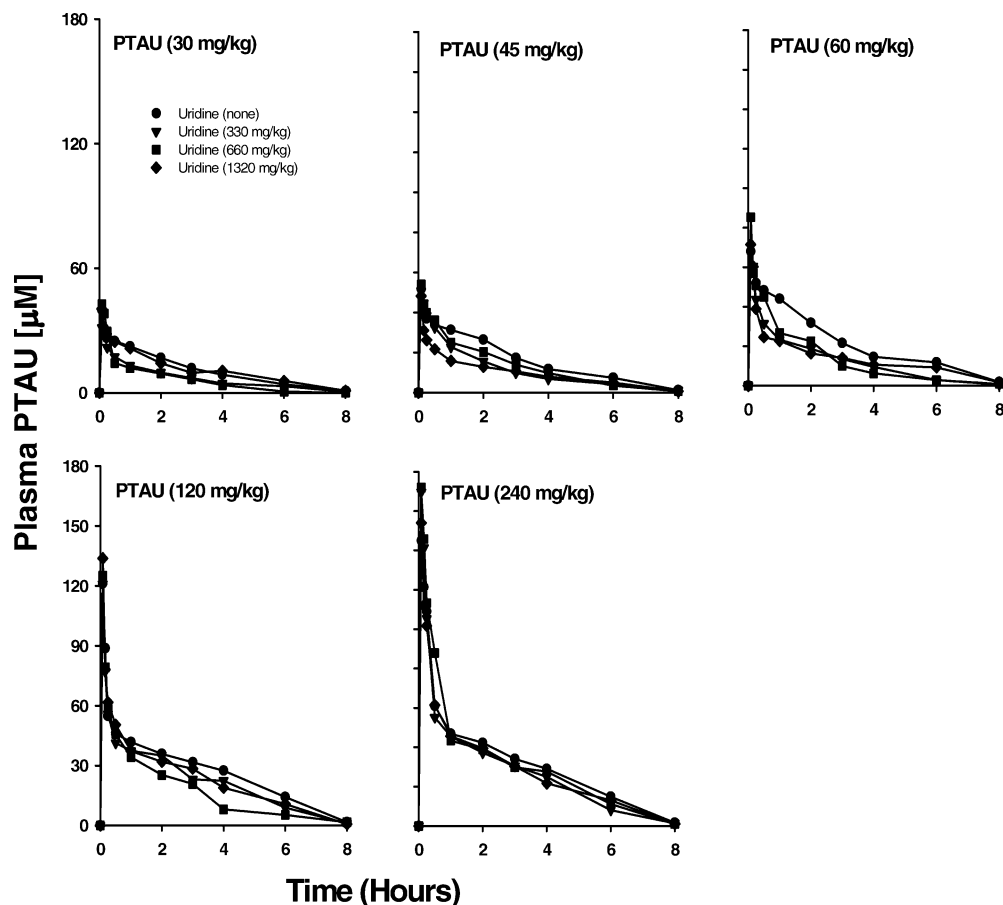 Plasma PTAU [µM]
180
120
60
0
PTAU (30 mg/kg)
Uridine (none)
Uridine (330 mg/kg)
Uridine (660 mg/kg)
Uridine (1320 mg/kg)
0 2 4 6 8
PTAU (45 mg/kg)
0 2 4 6 8
PTAU (60 mg/kg)
0 2 4 6 8
180
150
120
90
60
30
0
PTAU (120 mg/kg)
0 2 4 6 8
PTAU (240 mg/kg)
0 2 4 6 8
Time (Hours)